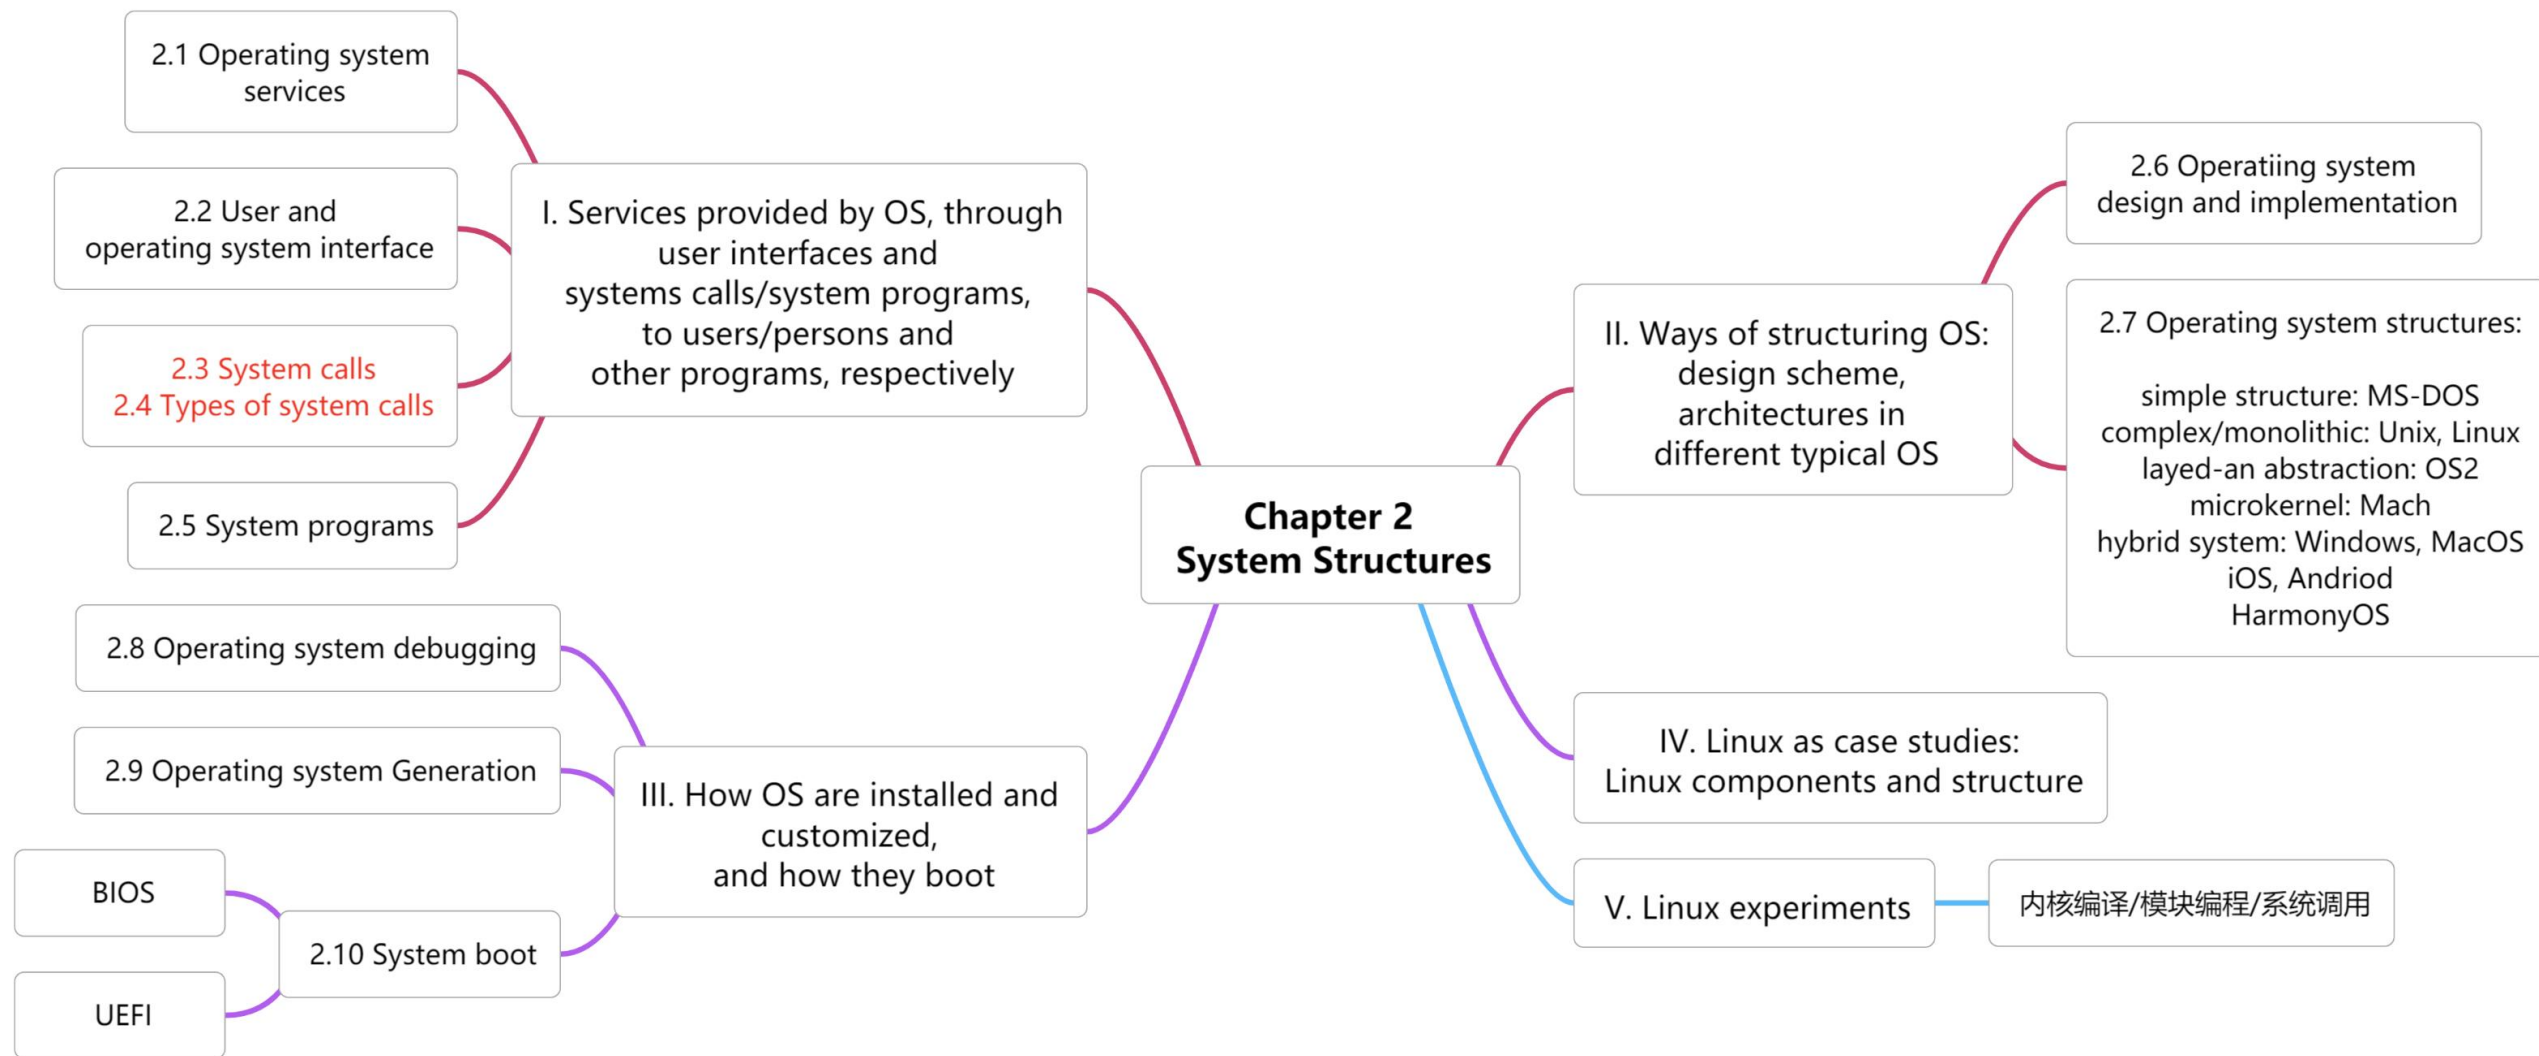 Chapter 2
System Structures
I. Services provided by OS, through
user interfaces and
systems calls/system programs,
to users/persons and
other programs, respectively
2.1 Operating system
services
2.2 User and
operating system interface
2.3 System calls
2.4 Types of system calls
2.5 System programs
II. Ways of structuring OS:
design scheme,
architectures in
different typical OS
2.6 Operatiing system
design and implementation
2.7 Operating system structures:
simple structure: MS-DOS
complex/monolithic: Unix, Linux
layed-an abstraction: OS2
microkernel: Mach
hybrid system: Windows, MacOS
iOS, Andriod
HarmonyOS
III. How OS are installed and
customized,
and how they boot
2.8 Operating system debugging
2.9 Operating system Generation
2.10 System boot
BIOS
UEFI
IV. Linux as case studies:
Linux components and structure
V. Linux experiments
内核编译/模块编程/系统调用